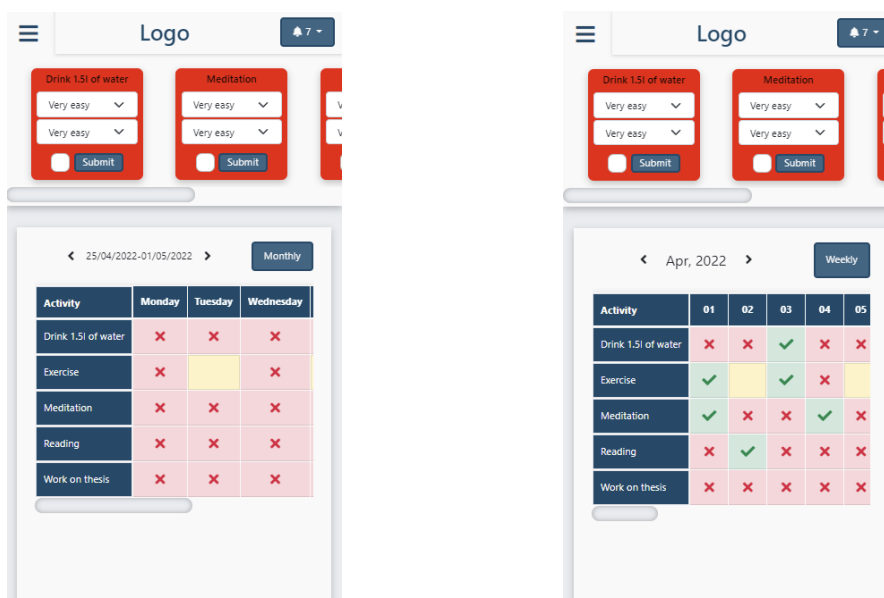 Logo
7
Drink 1.5l of water
Meditation
Very easy
Very easy
Very easy
Very easy
Submit
Submit
25/04/2022-01/05/2022
Monthly
Activity Monday Tuesday Wednesday
Drink 1.5l of water
Exercise
Meditation
Reading
Work on thesis
Logo
7
Drink 1.5l of water
Meditation
Very easy
Very easy
Very easy
Very easy
Submit
Submit
Apr, 2022
Weekly
Activity 01 02 03 04 05
Drink 1.5l of water
Exercise
Meditation
Reading
Work on thesis